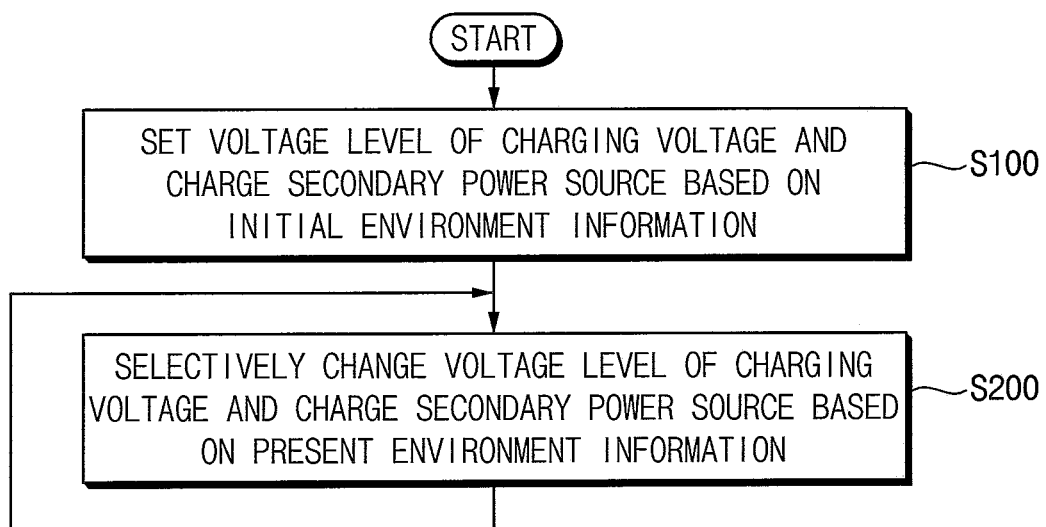 START
SET VOLTAGE LEVEL OF CHARGING VOLTAGE AND
CHARGE SECONDARY POWER SOURCE BASED ON
INITIAL ENVIRONMENT INFORMATION
S100
SELECTIVELY CHANGE VOLTAGE LEVEL OF CHARGING
VOLTAGE AND CHARGE SECONDARY POWER SOURCE BASED
ON PRESENT ENVIRONMENT INFORMATION
S200